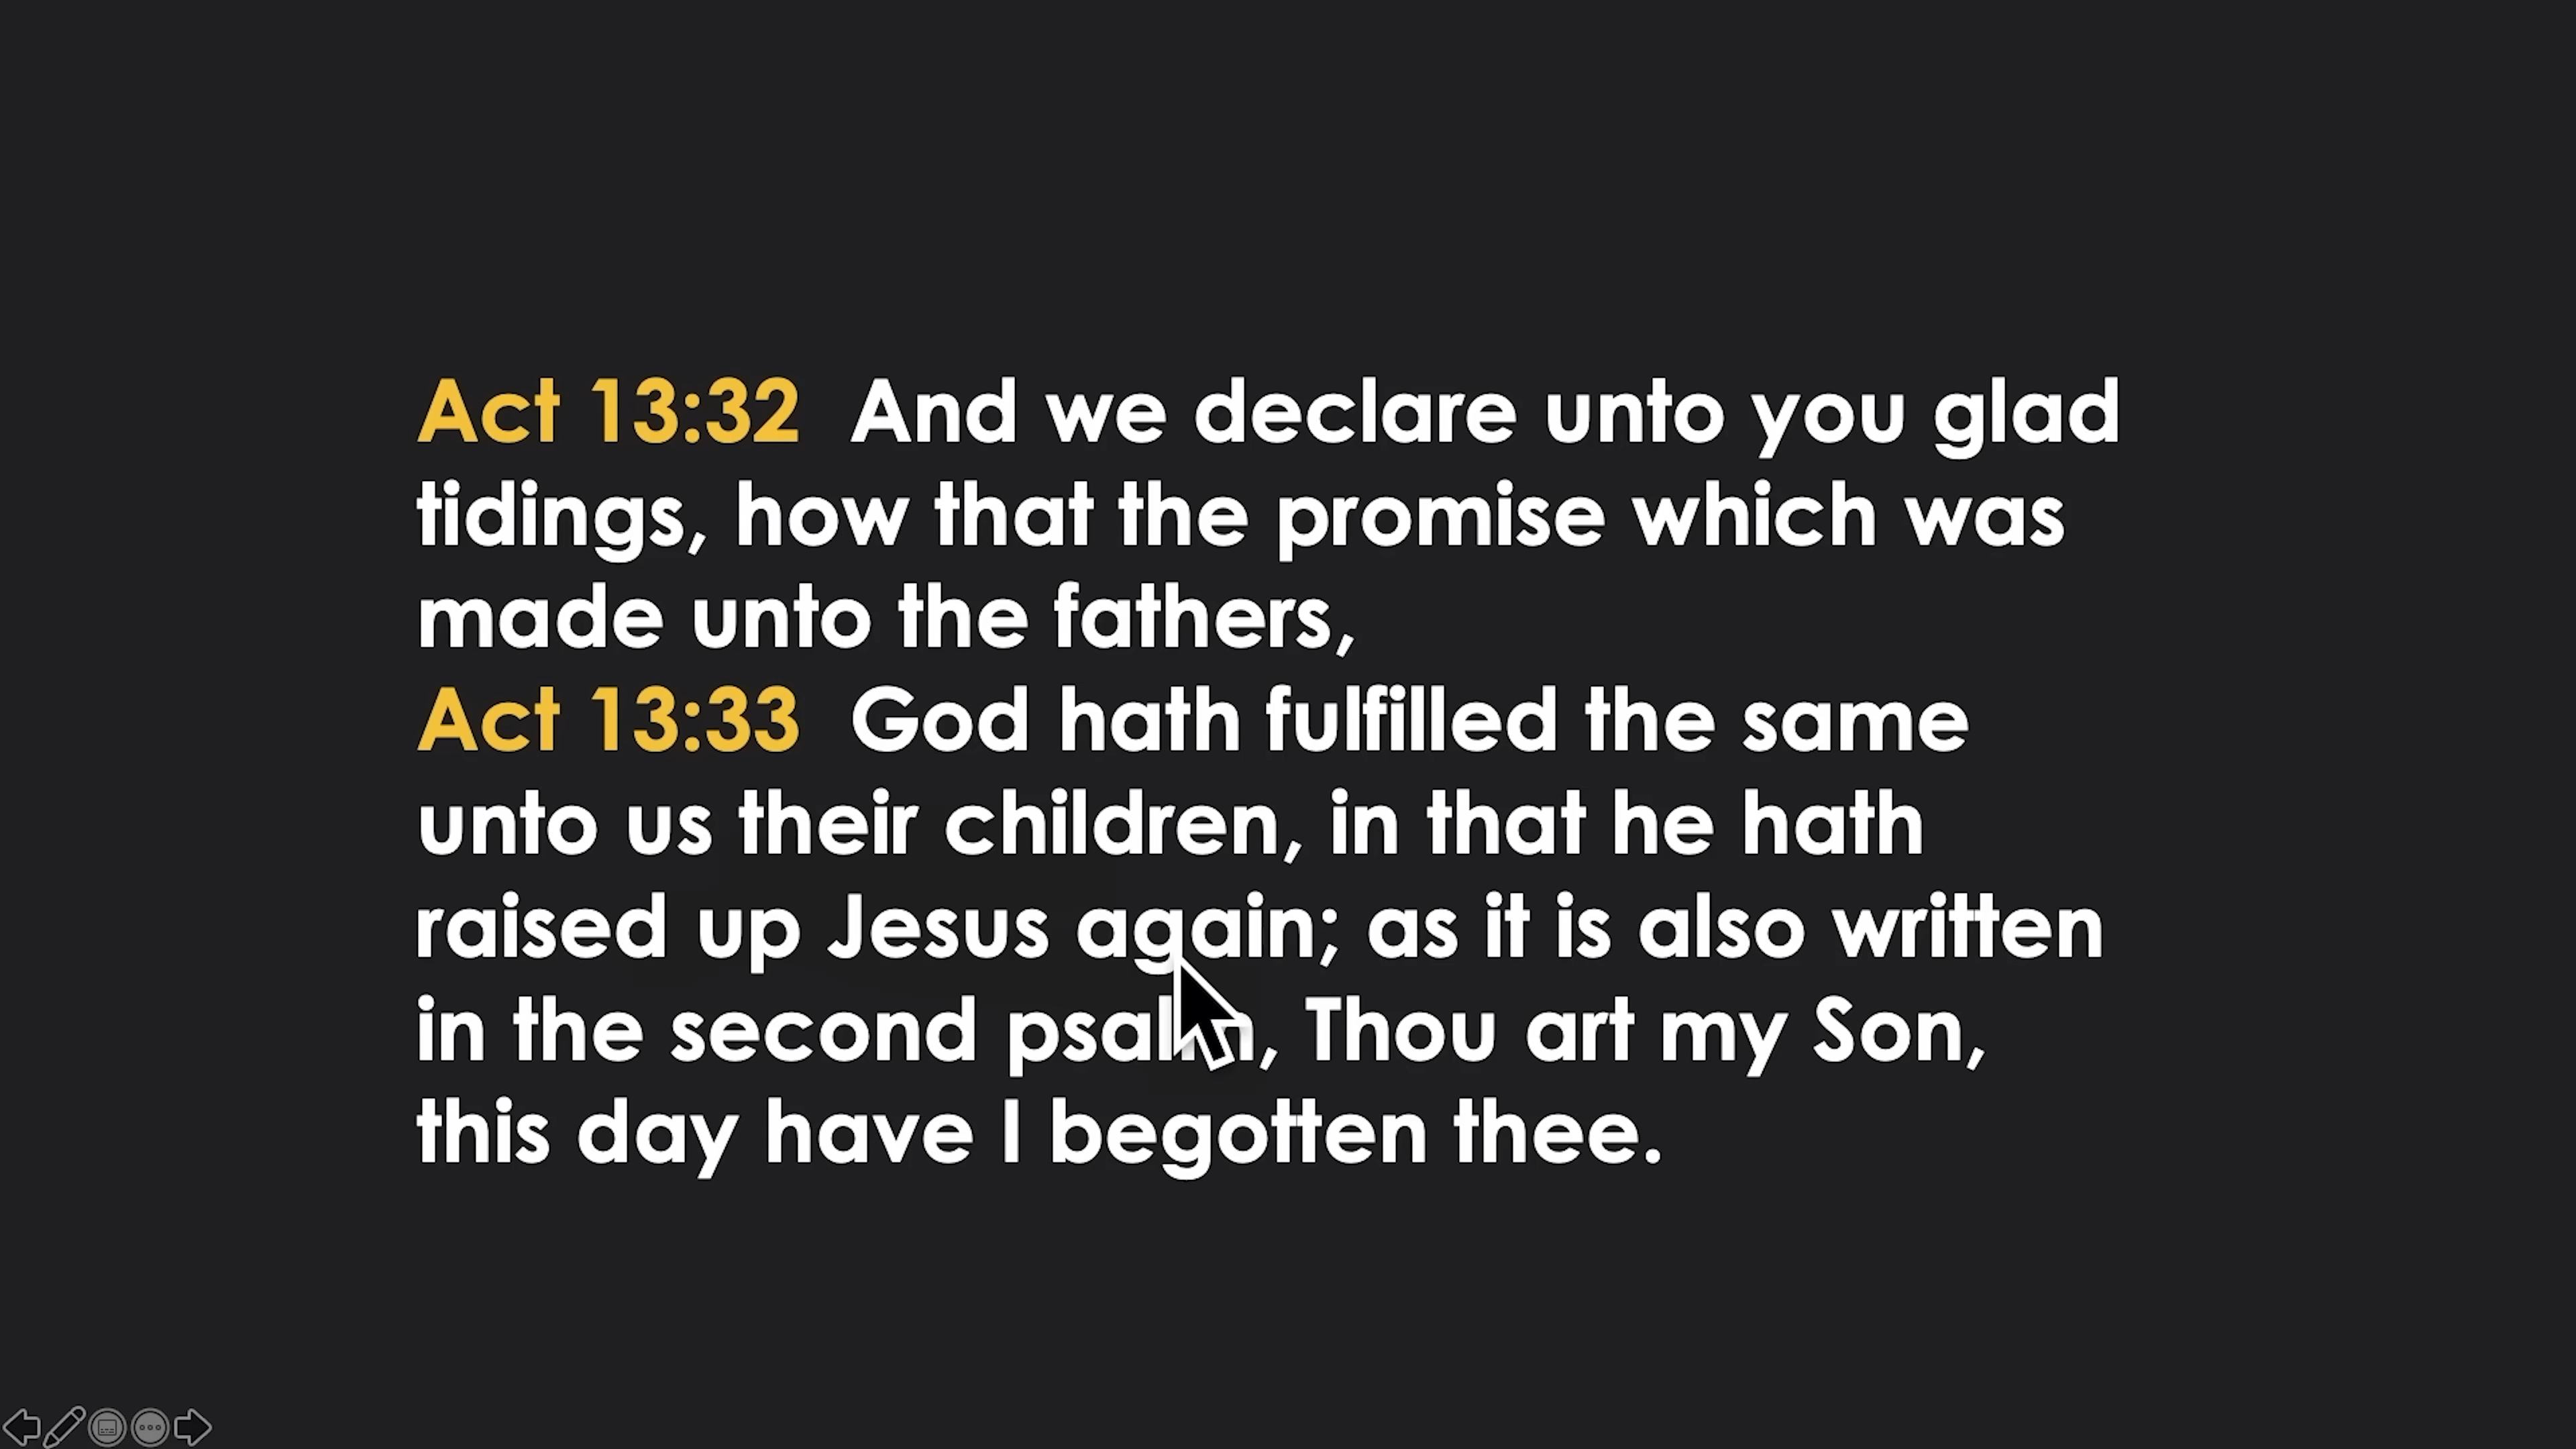 Act 13:32  And we declare unto you glad
tidings, how that the promise which was
made unto the fathers,
Act 13:33  God hath fulfilled the same
unto us their children, in that he hath
raised up Jesus again; as it is also written
in the second psalm, Thou art my Son,
this day have I begotten thee.